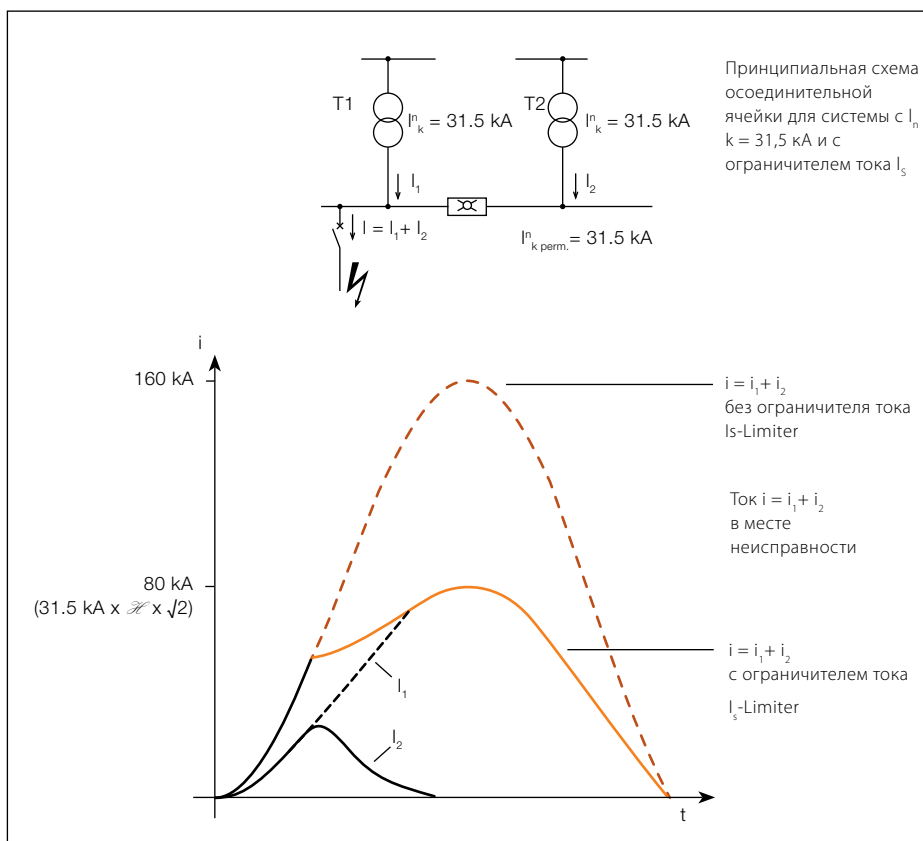 T1
Iⁿₖ = 31.5 kA
T2
Iⁿₖ = 31.5 kA
I₁
I₂
I = I₁+ I₂
Iⁿₖ ₚₑᵣₘ. = 31.5 kA
Принципиальная схема
осоединительной
ячейки для системы с Iₙ
k = 31,5 кА и с
ограничителем тока Iₛ
i
160 kA
80 kA
(31.5 kA x ℋ x √2)
I₁
I₂
t
i = i₁+ i₂
без ограничителя тока
Is-Limiter
Ток i = i₁+ i₂
в месте
неисправности
i = i₁+ i₂
с ограничителем тока
Iₛ-Limiter